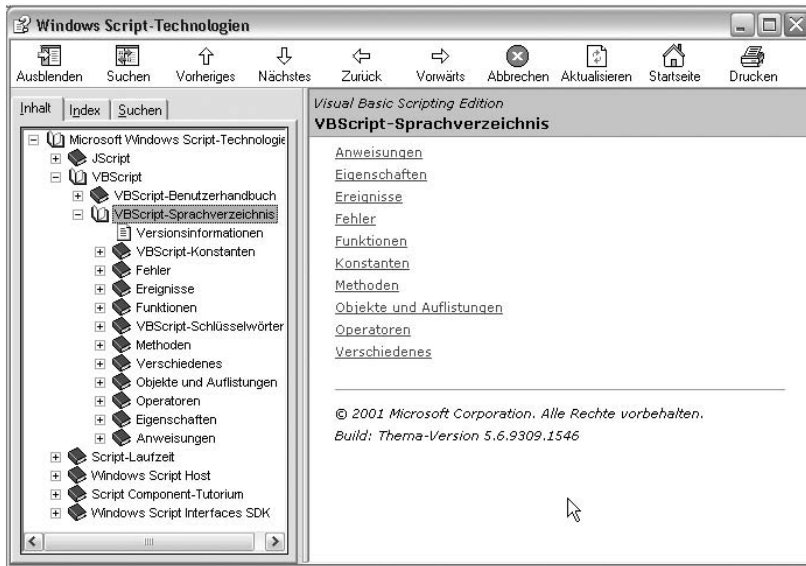 Windows Script-Technologien
Ausblenden Suchen Vorheriges Nächstes Zurück Vorwärts Abbrechen Aktualisieren Startseite Drucken
Inhalt Index Suchen
Microsoft Windows Script-Technologie
JScript
VBScript
VBScript-Benutzerhandbuch
VBScript-Sprachverzeichnis
Versionsinformationen
VBScript-Konstanten
Fehler
Ereignisse
Funktionen
VBScript-Schlüsselwörter
Methoden
Verschiedenes
Objekte und Auflistungen
Operatoren
Eigenschaften
Anweisungen
Script-Laufzeit
Windows Script Host
Script Component-Tutorium
Windows Script Interfaces SDK
Visual Basic Scripting Edition
VBScript-Sprachverzeichnis
Anweisungen
Eigenschaften
Ereignisse
Fehler
Funktionen
Konstanten
Methoden
Objekte und Auflistungen
Operatoren
Verschiedenes
© 2001 Microsoft Corporation. Alle Rechte vorbehalten.
Build: Thema-Version 5.6.9309.1546